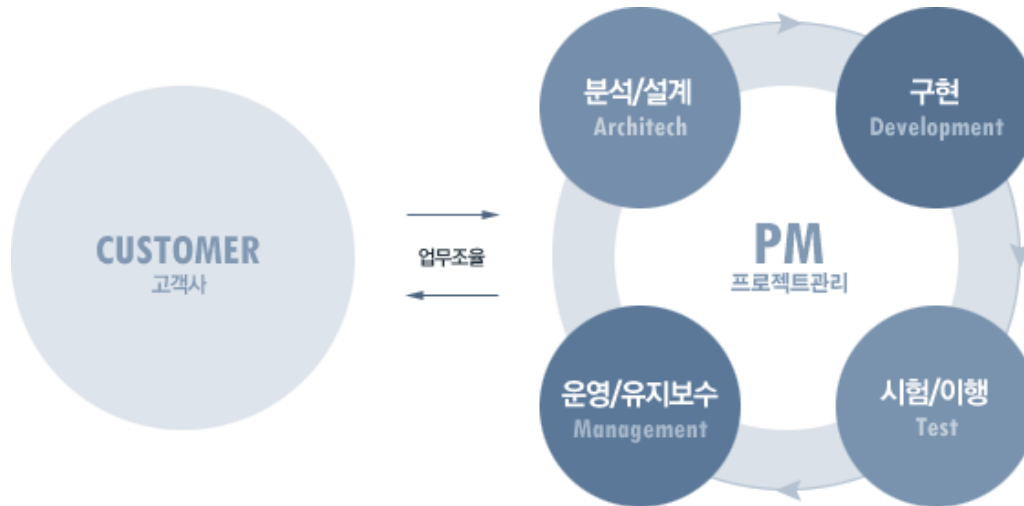 CUSTOMER
고객사
업무조율
분석/설계
Architech
구현
Development
PM
프로젝트관리
운영/유지보수
Management
시험/이행
Test